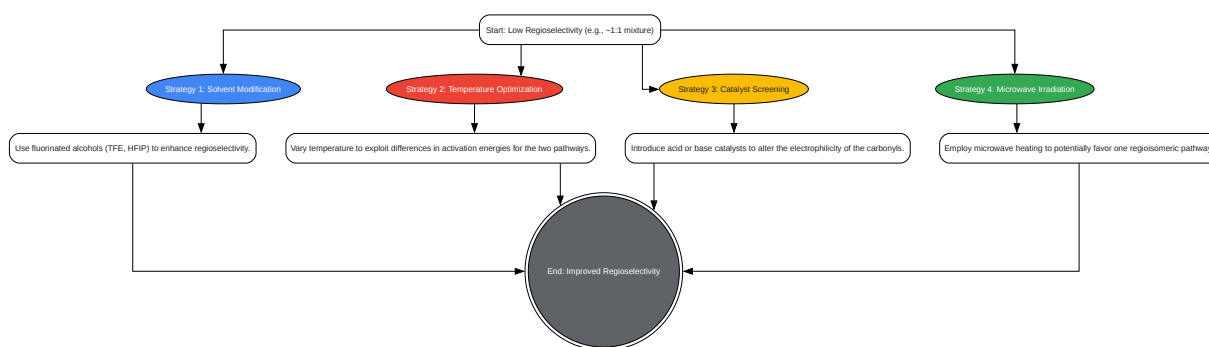 Start: Low Regioselectivity (e.g., ~1:1 mixture)
Strategy 1: Solvent Modification
Strategy 2: Temperature Optimization
Strategy 3: Catalyst Screening
Strategy 4: Microwave Irradiation
Use fluorinated alcohols (TFE, HFIP) to enhance regioselectivity.
Vary temperature to exploit differences in activation energies for the two pathways.
Introduce acid or base catalysts to alter the electrophilicity of the carbonyls.
Employ microwave heating to potentially favor one regioisomeric pathway
End: Improved Regioselectivity